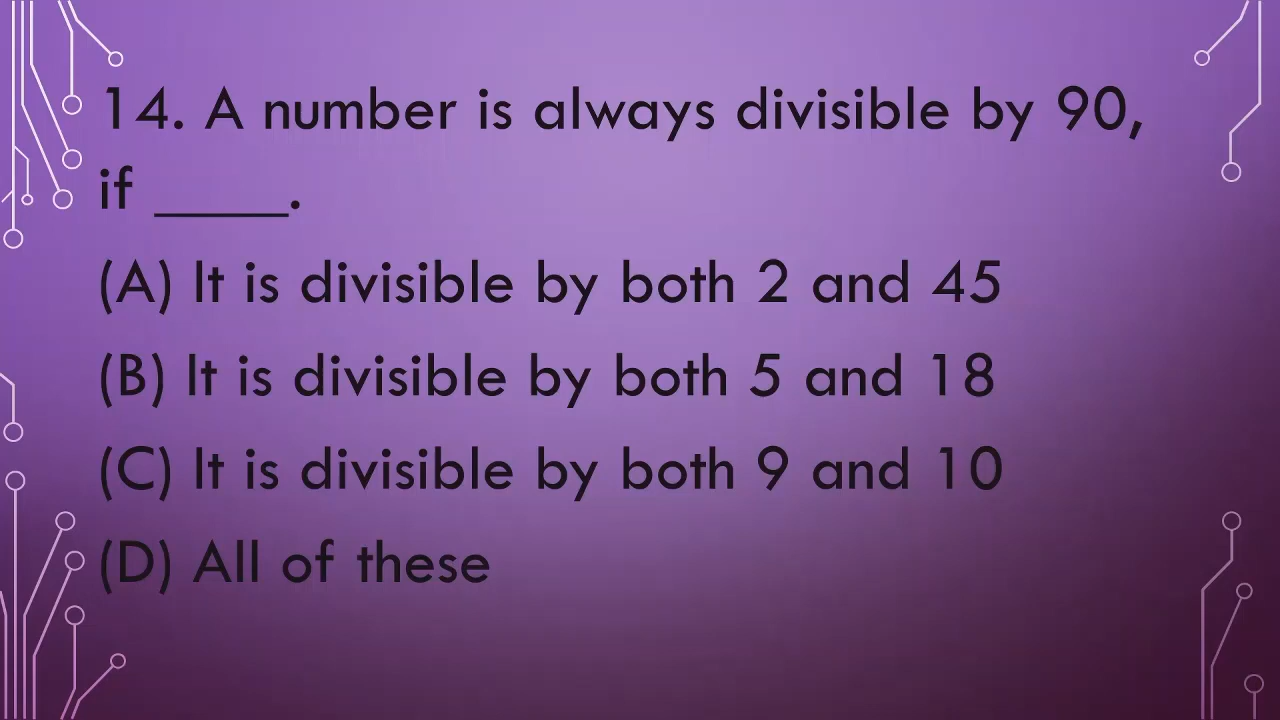 14. A number is always divisible by 90,
if _____.
(A) It is divisible by both 2 and 45
(B) It is divisible by both 5 and 18
(C) It is divisible by both 9 and 10
(D) All of these